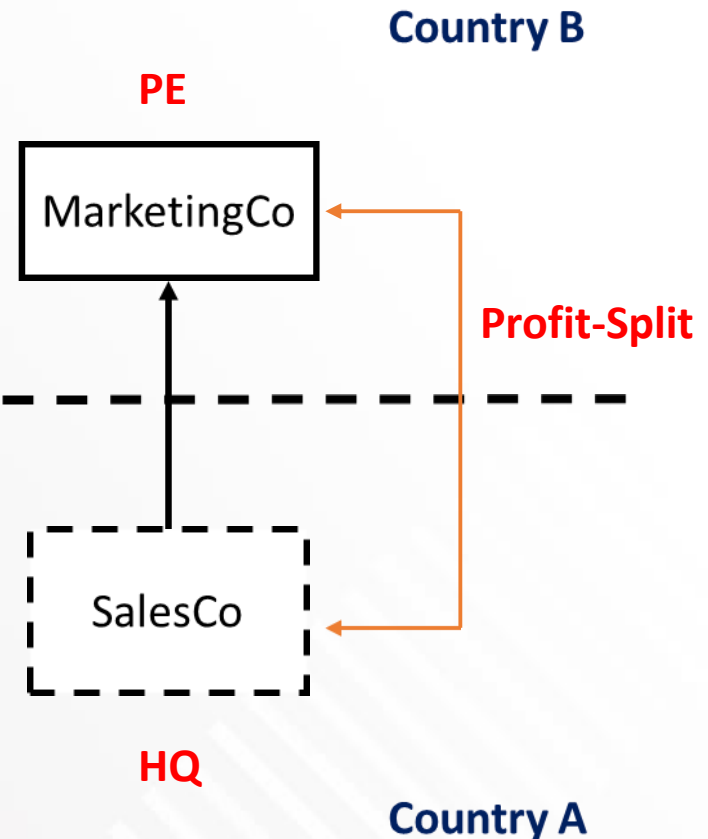 Country B
PE
MarketingCo
Profit-Split
SalesCo
HQ
Country A